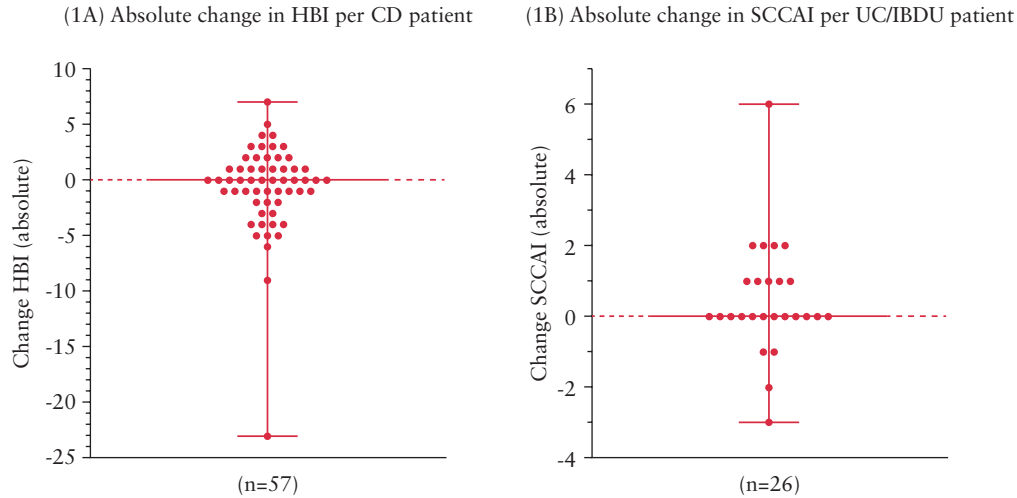 (1A) Absolute change in HBI per CD patient
10
5
0
-5
-10
-15
-20
-25
Change HBI (absolute)
(n=57)
(1B) Absolute change in SCCAI per UC/IBDU patient
6
4
2
0
-2
-4
Change SCCAI (absolute)
(n=26)